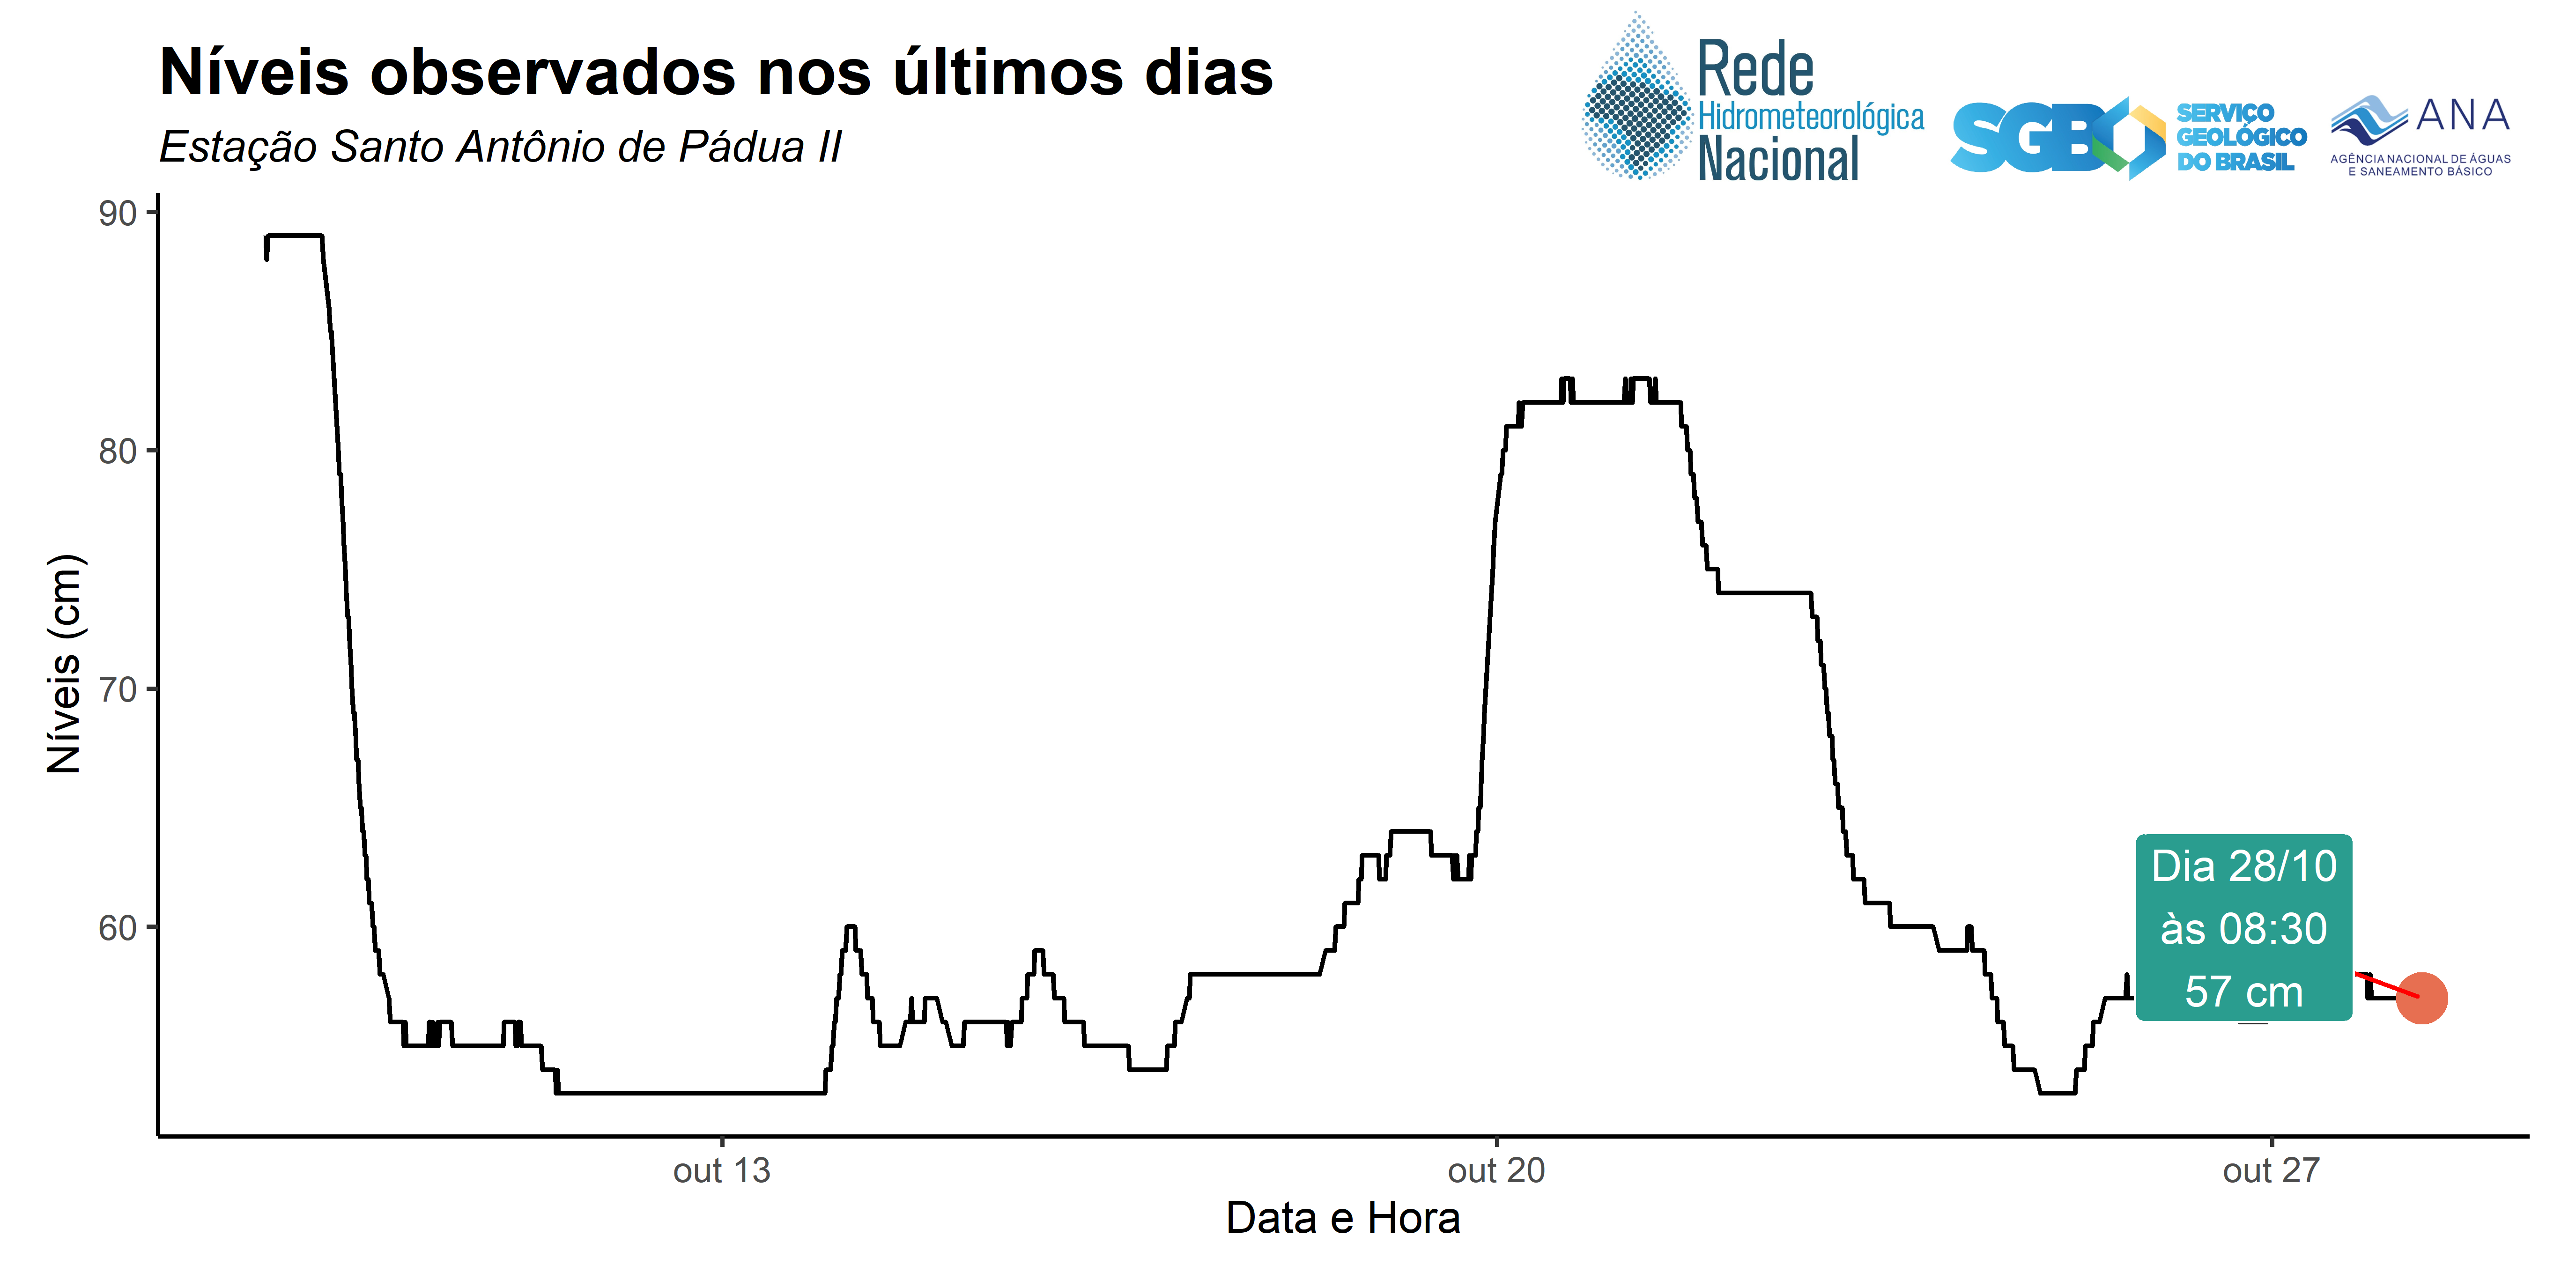 Níveis observados nos últimos dias
Estação Santo Antônio de Pádua II
Rede
Hidrometeorológica
Nacional
SGB
SERVIÇO
GEOLÓGICO
DO BRASIL
ANA
AGÊNCIA NACIONAL DE ÁGUAS
E SANEAMENTO BÁSICO
Níveis (cm)
90
80
70
60
Dia 28/10
às 08:30
57 cm
out 13
out 20
out 27
Data e Hora